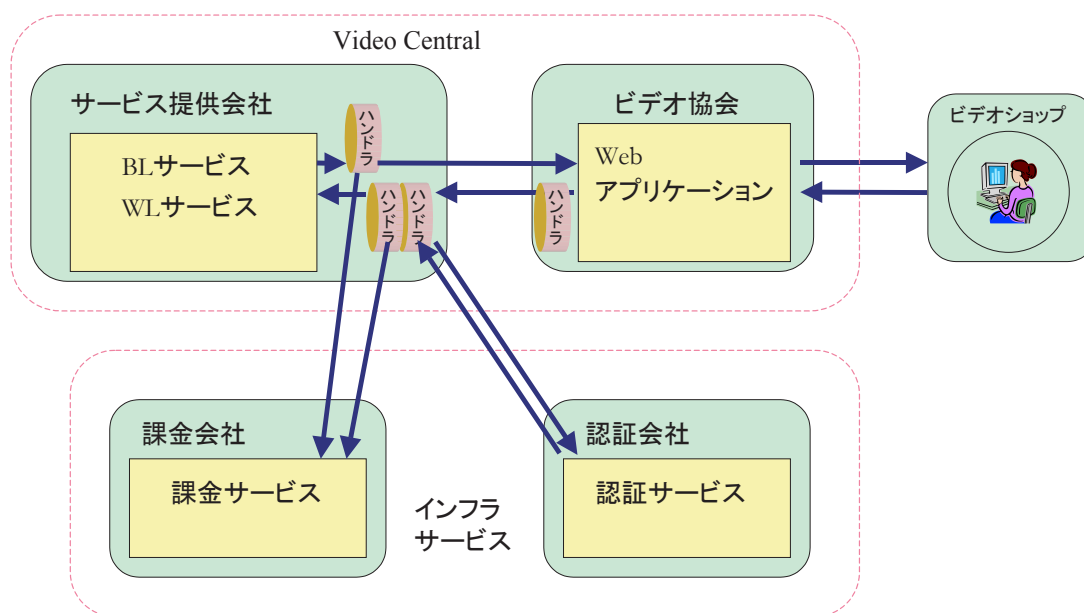 Video Central
サービス提供会社
BLサービス
WLサービス
ハンドラ
ハンドラ
ハンドラ
ビデオ協会
Web
アプリケーション
ハンドラ
ビデオショップ
課金会社
課金サービス
インフラ
サービス
認証会社
認証サービス